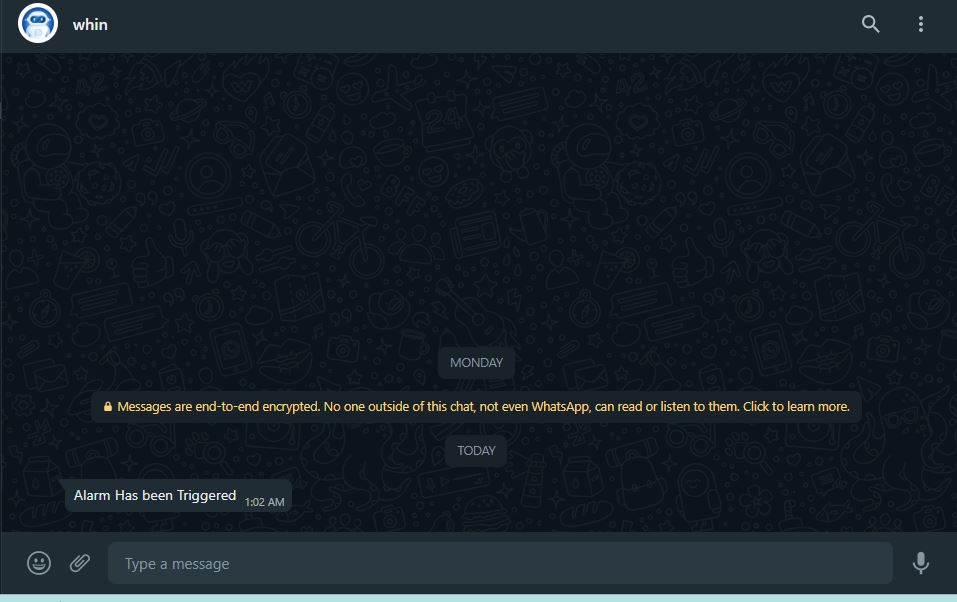 whin
MONDAY
Messages are end-to-end encrypted. No one outside of this chat, not even WhatsApp, can read or listen to them. Click to learn more.
TODAY
Alarm Has been Triggered 1:02 AM
Type a message